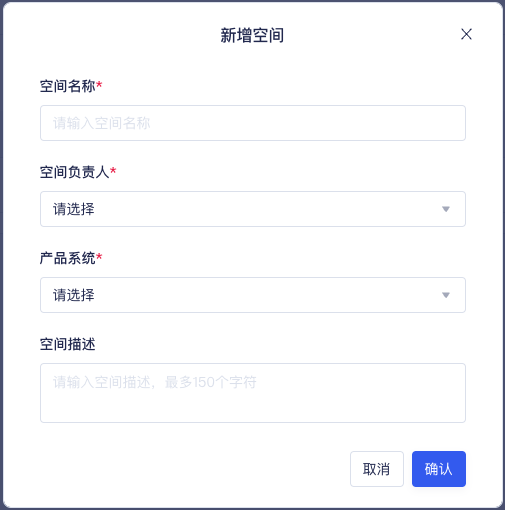 新增空间
空间名称*
请输入空间名称
空间负责人*
请选择
产品系统*
请选择
空间描述
请输入空间描述，最多150个字符
取消
确认